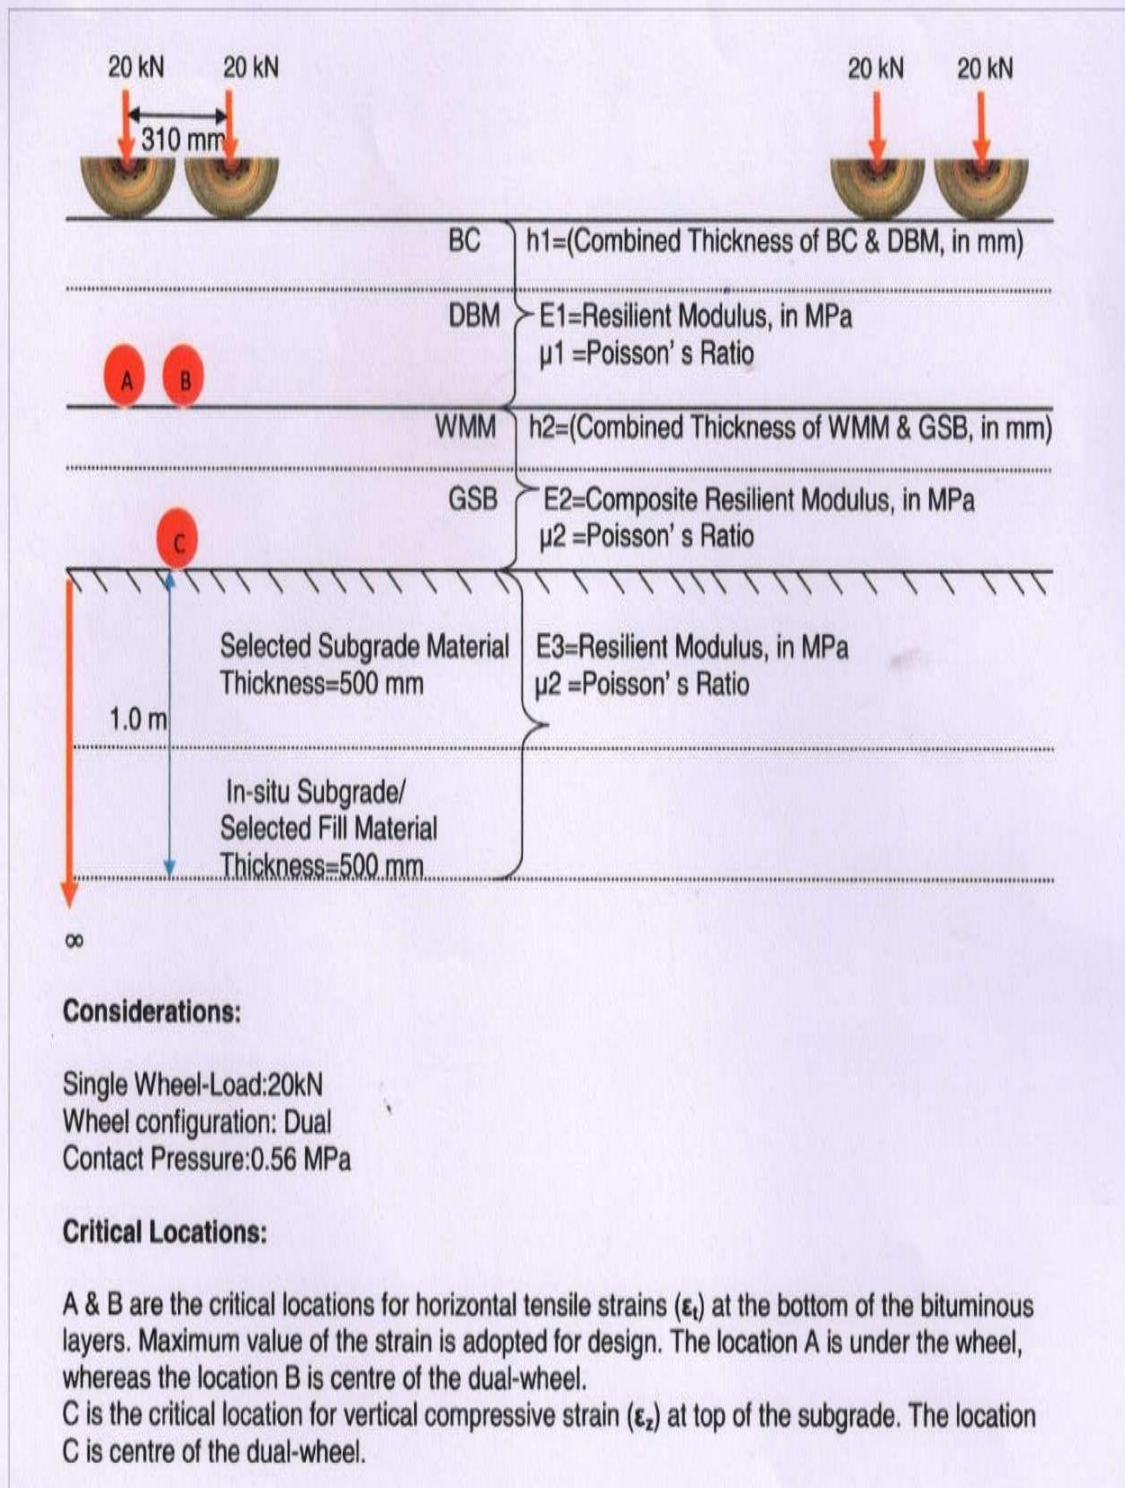 20 kN 20 kN 20 kN 20 kN
310 mm
BC h1=(Combined Thickness of BC & DBM, in mm)
DBM E1=Resilient Modulus, in MPa
µ1 =Poisson' s Ratio
A B
WMM h2=(Combined Thickness of WMM & GSB, in mm)
GSB E2=Composite Resilient Modulus, in MPa
µ2 =Poisson' s Ratio
C
Selected Subgrade Material E3=Resilient Modulus, in MPa
Thickness=500 mm µ2 =Poisson' s Ratio
1.0 m
In-situ Subgrade/
Selected Fill Material
Thickness=500 mm
∞
Considerations:
Single Wheel-Load:20kN
Wheel configuration: Dual
Contact Pressure:0.56 MPa
Critical Locations:
A & B are the critical locations for horizontal tensile strains (εt) at the bottom of the bituminous
layers. Maximum value of the strain is adopted for design. The location A is under the wheel,
whereas the location B is centre of the dual-wheel.
C is the critical location for vertical compressive strain (εz) at top of the subgrade. The location
C is centre of the dual-wheel.